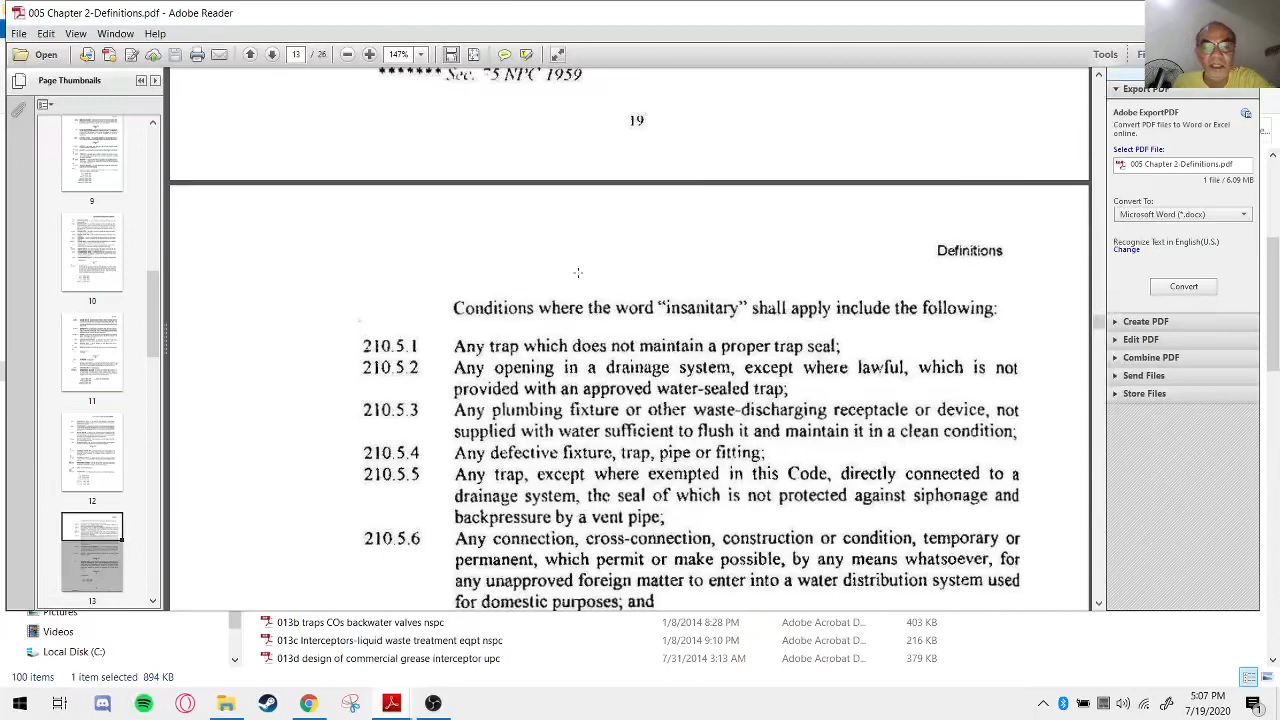 005 Chapter 2-Definitions.pdf - Adobe Reader
File Edit View Window Help
Open 13 / 26 147% Tools
Page Thumbnails
9
10
11
12
13
******* Sec. 75 NPC 1959
19
Definitions
Conditions where the word “insanitary” shall apply include the following:
210.5.1 Any trap which does not maintain a proper trap seal;
210.5.2 Any opening in a drainage system, except where lawful, which is not
provided with an approved water-sealed trap;
210.5.3 Any plumbing fixture or other waste-discharging receptacle or device, not
supplied with water sufficient to flush it and maintain it in a clean condition;
210.5.4 Any defective fixture, trap, pipe or fitting;
210.5.5 Any trap, except where exempted in this Code, directly connected to a
drainage system, the seal of which is not protected against siphonage and
backpressure by a vent pipe;
210.5.6 Any connection, cross-connection, construction or condition, temporary or
permanent, which permit or make possible, by any means whatsoever, for
any unapproved foreign matter to enter into a water distribution system used
for domestic purposes; and
Export PDF
Adobe ExportPDF
Convert PDF files to Word or Excel
online.
Select PDF File:
005 Chapter 2-Definitions.pdf
1 file / 6.09 MB
Convert To:
Microsoft Word (*.docx)
Recognize Text in English(U.S)
Change
Convert
Create PDF
Edit PDF
Combine PDF
Send Files
Store Files
Pictures
Videos
Local Disk (C:)
013b traps COs backwater valves nspc 1/8/2014 8:28 PM Adobe Acrobat D... 403 KB
013c Interceptors-liquid waste treatment eqpt nspc 1/8/2014 9:10 PM Adobe Acrobat D... 216 KB
013d design of commercial grease interceptor upc 7/31/2014 3:13 AM Adobe Acrobat D... 379 KB
100 items 1 item selected 894 KB
5:07 PM
7/19/2020
1